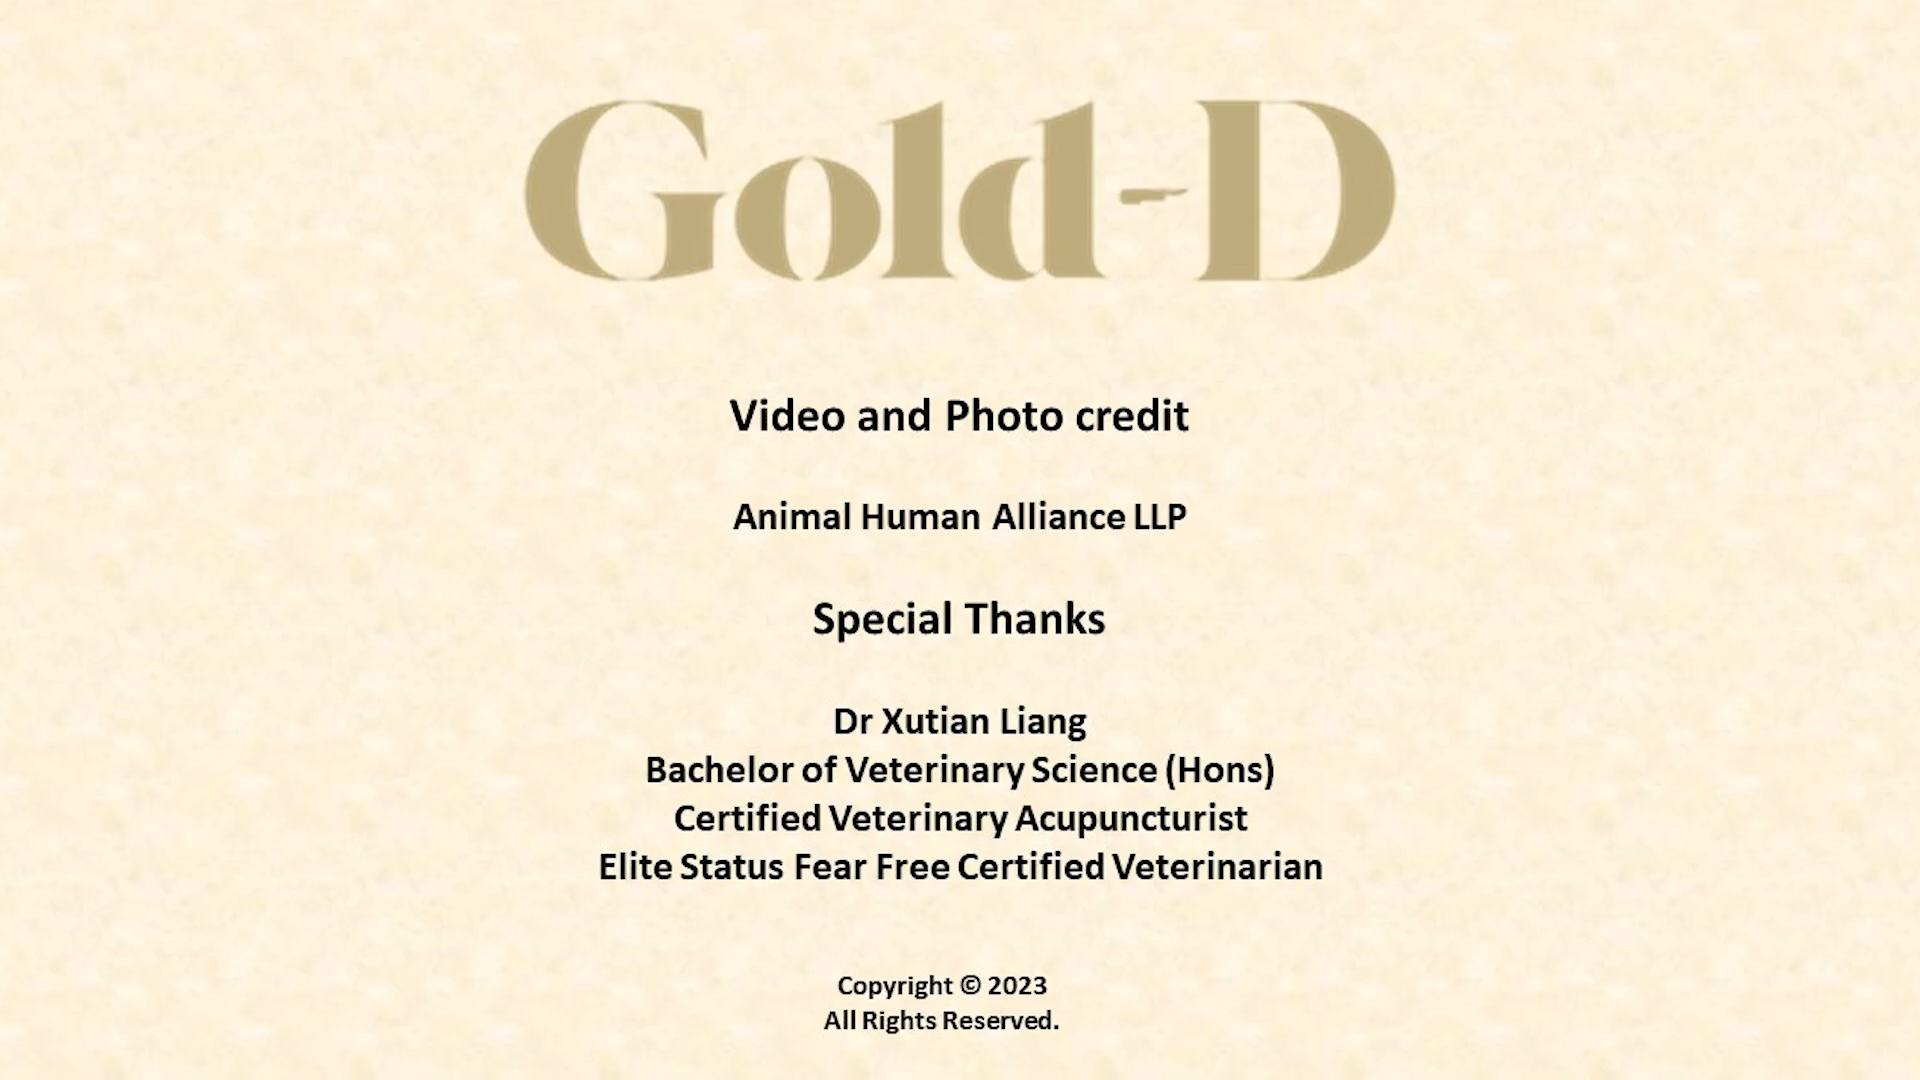 Gold-D
Video and Photo credit
Animal Human Alliance LLP
Special Thanks
Dr Xutian Liang
Bachelor of Veterinary Science (Hons)
Certified Veterinary Acupuncturist
Elite Status Fear Free Certified Veterinarian
Copyright © 2023
All Rights Reserved.